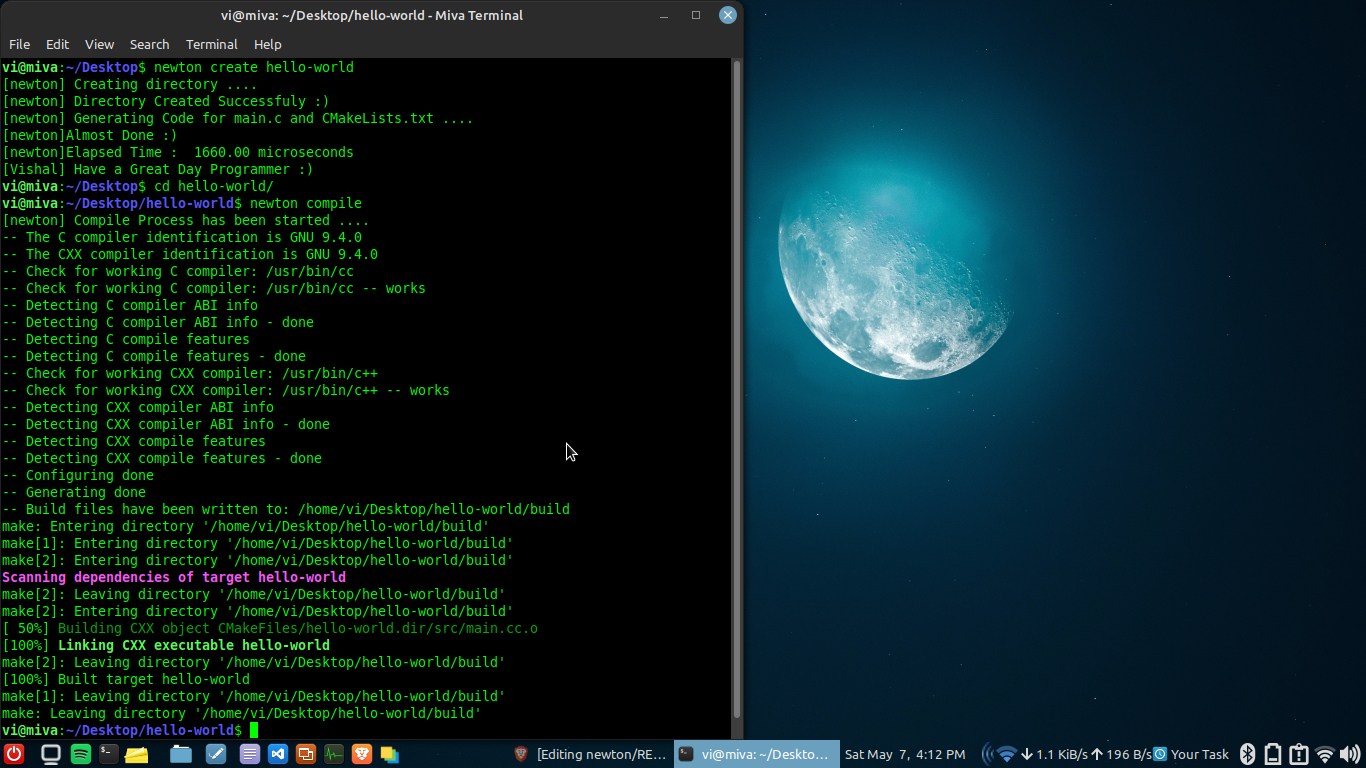 vi@miva: ~/Desktop/hello-world - Miva Terminal
File Edit View Search Terminal Help
vi@miva:~/Desktop$ newton create hello-world
[newton] Creating directory ....
[newton] Directory Created Successfuly :)
[newton] Generating Code for main.c and CMakeLists.txt ....
[newton]Almost Done :)
[newton]Elapsed Time :  1660.00 microseconds
[Vishal] Have a Great Day Programmer :)
vi@miva:~/Desktop$ cd hello-world/
vi@miva:~/Desktop/hello-world$ newton compile
[newton] Compile Process has been started ....
-- The C compiler identification is GNU 9.4.0
-- The CXX compiler identification is GNU 9.4.0
-- Check for working C compiler: /usr/bin/cc
-- Check for working C compiler: /usr/bin/cc -- works
-- Detecting C compiler ABI info
-- Detecting C compiler ABI info - done
-- Detecting C compile features
-- Detecting C compile features - done
-- Check for working CXX compiler: /usr/bin/c++
-- Check for working CXX compiler: /usr/bin/c++ -- works
-- Detecting CXX compiler ABI info
-- Detecting CXX compiler ABI info - done
-- Detecting CXX compile features
-- Detecting CXX compile features - done
-- Configuring done
-- Generating done
-- Build files have been written to: /home/vi/Desktop/hello-world/build
make: Entering directory '/home/vi/Desktop/hello-world/build'
make[1]: Entering directory '/home/vi/Desktop/hello-world/build'
make[2]: Entering directory '/home/vi/Desktop/hello-world/build'
Scanning dependencies of target hello-world
make[2]: Leaving directory '/home/vi/Desktop/hello-world/build'
make[2]: Entering directory '/home/vi/Desktop/hello-world/build'
[ 50%] Building CXX object CMakeFiles/hello-world.dir/src/main.cc.o
[100%] Linking CXX executable hello-world
make[2]: Leaving directory '/home/vi/Desktop/hello-world/build'
[100%] Built target hello-world
make[1]: Leaving directory '/home/vi/Desktop/hello-world/build'
make: Leaving directory '/home/vi/Desktop/hello-world/build'
vi@miva:~/Desktop/hello-world$
[Editing newton/RE... vi@miva: ~/Deskto... Sat May 7, 4:12 PM 1.1 KiB/s 196 B/s Your Task